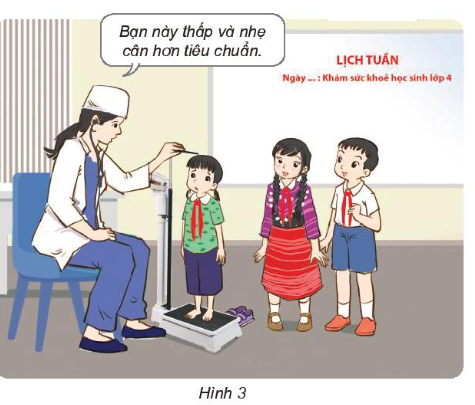 Bạn này thấp và nhẹ
cân hơn tiêu chuẩn.
LỊCH TUẦN
Ngày ... : Khám sức khoẻ học sinh lớp 4
Hình 3